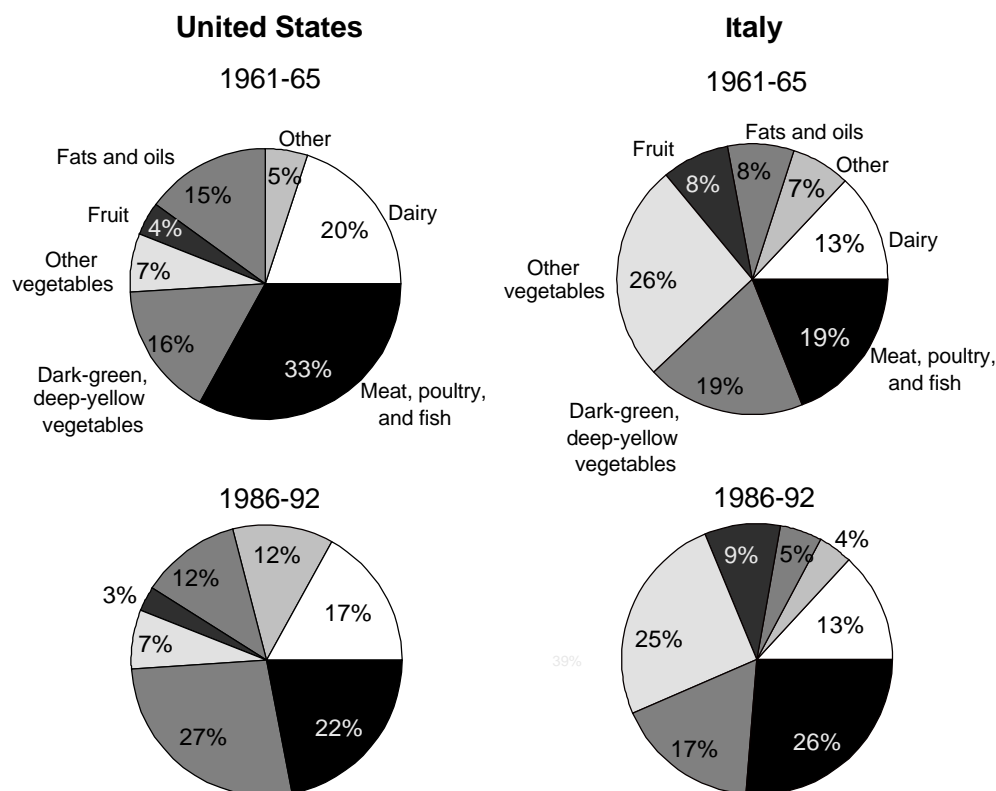 United States
1961-65
Other
Fats and oils
5%
15%
Fruit
4%
20%
Dairy
Other
vegetables
7%
16%
33%
Dark-green,
deep-yellow
vegetables
Meat, poultry,
and fish
1986-92
12%
12%
3%
17%
7%
27%
22%
Italy
1961-65
Fats and oils
Fruit
Other
8%
8%
7%
13%
Dairy
Other
vegetables
26%
19%
Meat, poultry,
and fish
19%
Dark-green,
deep-yellow
vegetables
1986-92
4%
9%
5%
13%
25%
39%
17%
26%